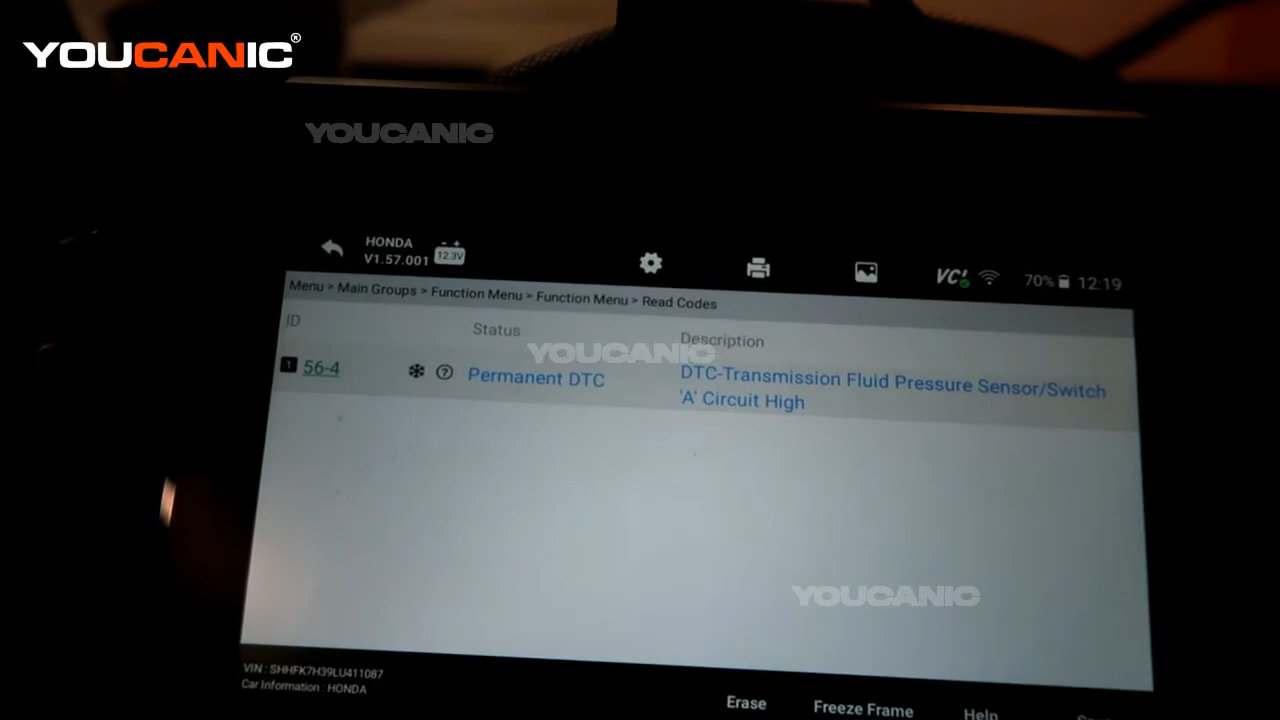 YOUCANIC®
YOUCANIC
HONDA
V1.57.001
12.3V
VCI
70%
12:19
Menu > Main Groups > Function Menu > Function Menu > Read Codes
ID Status Description
YOUCANIC
1 56-4 Permanent DTC DTC-Transmission Fluid Pressure Sensor/Switch
'A' Circuit High
YOUCANIC
VIN : SHHFK7H39LU411087
Car Information : HONDA
Erase Freeze Frame Help